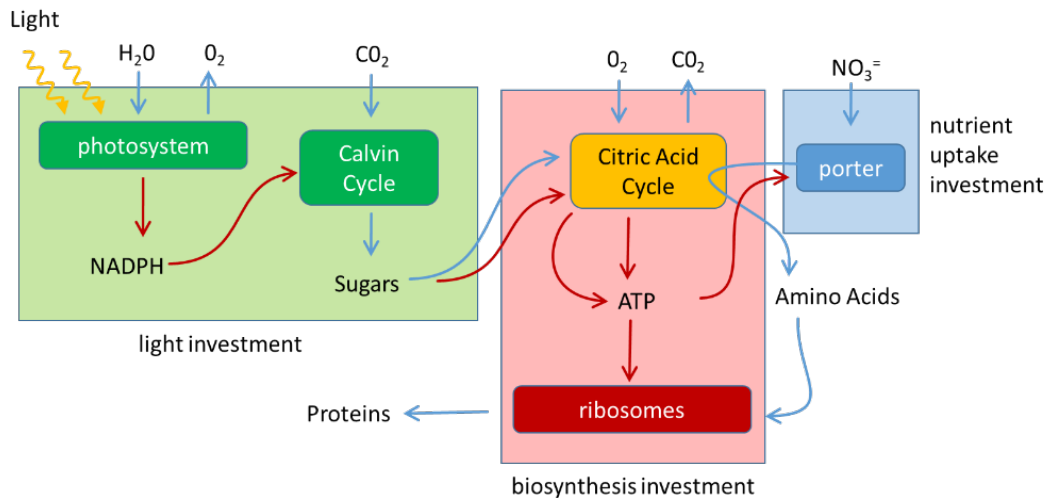 Light
H₂0
0₂
C0₂
0₂
C0₂
NO₃⁼
photosystem
Calvin
Cycle
Citric Acid
Cycle
porter
nutrient
uptake
investment
NADPH
Sugars
ATP
Amino Acids
light investment
Proteins
ribosomes
biosynthesis investment